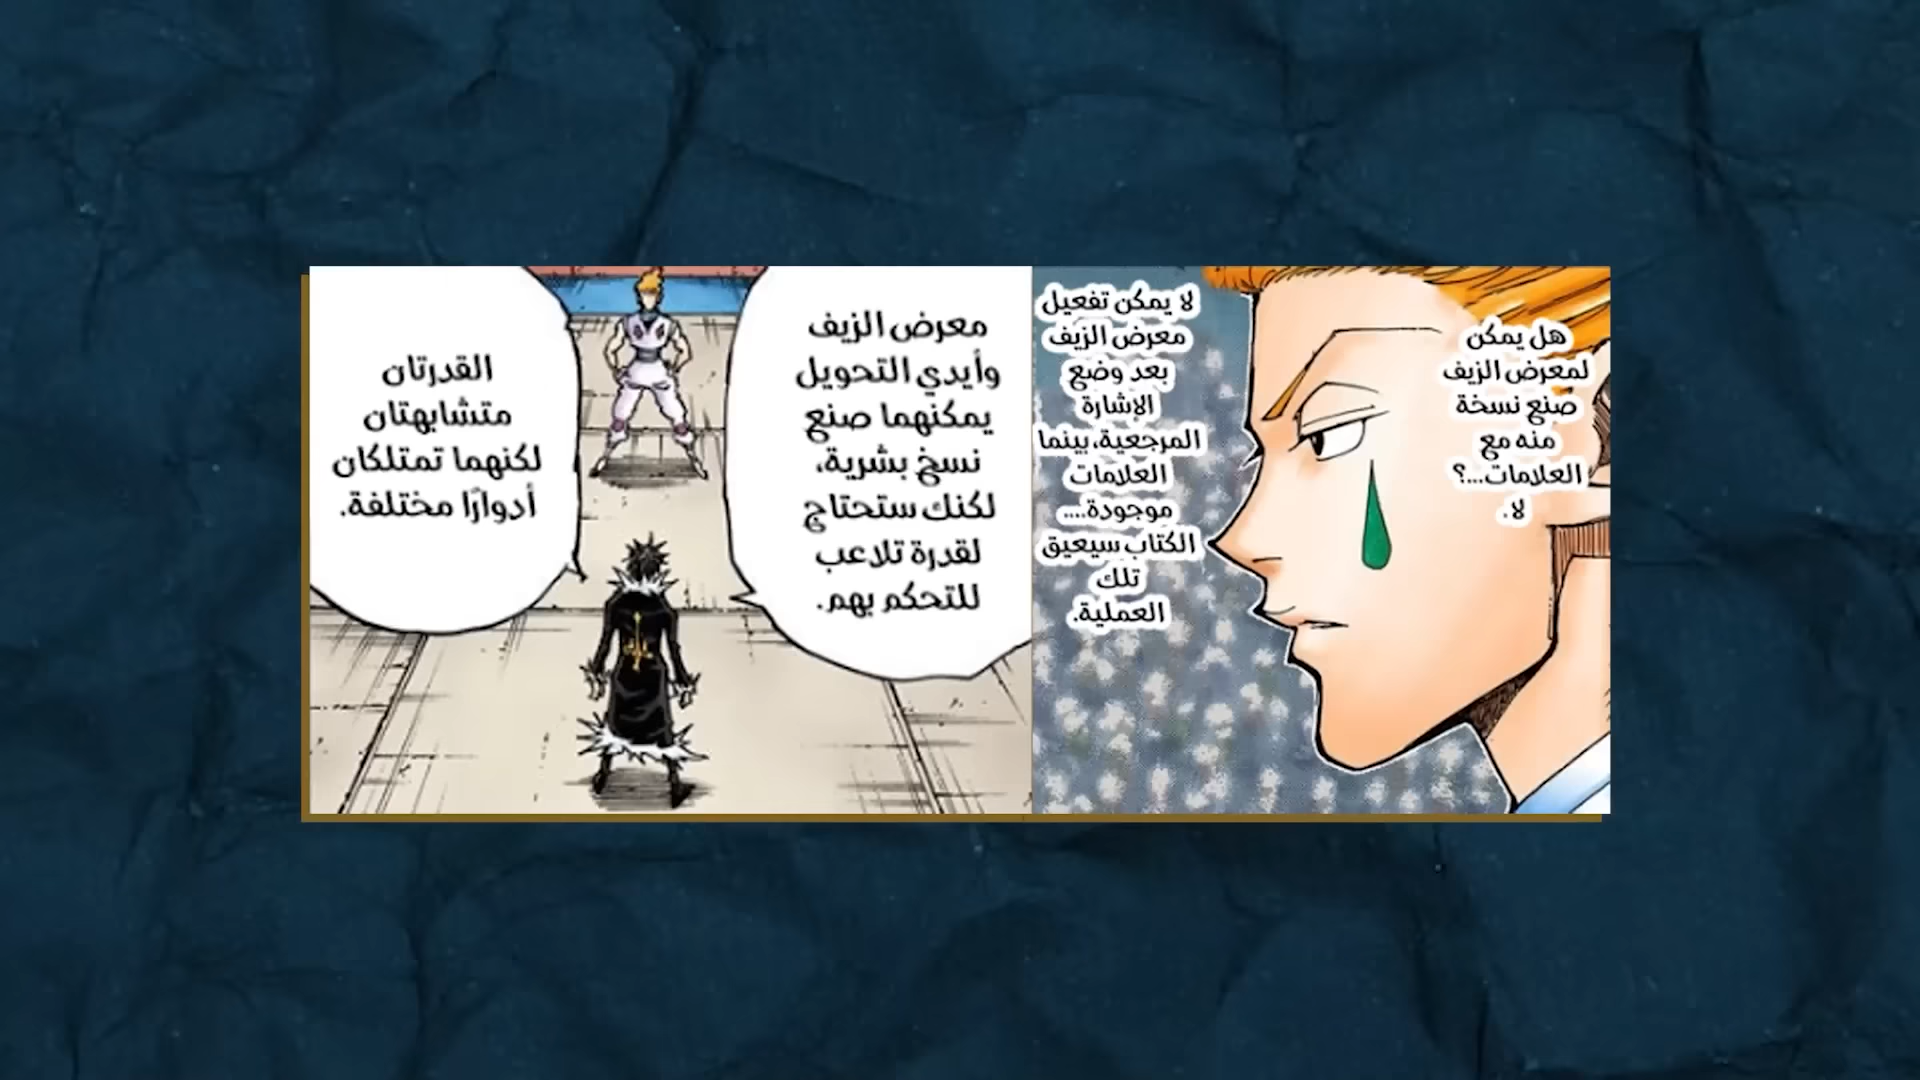 هل يمكن
لمعرض الزيف
صنع نسخة
منه مع
العلامات...؟
لا.
لا يمكن تفعيل
معرض الزيف
بعد وضع
الإشارة
المرجعية، بينما
العلامات
موجودة....
الكتاب سيعيق
تلك
العملية.
معرض الزيف
وأيدي التحويل
يمكنهما صنع
نسخ بشرية،
لكنك ستحتاج
لقدرة تلاعب
للتحكم بهم.
القدرتان
متشابهتان
لكنهما تمتلكان
أدوارًا مختلفة.